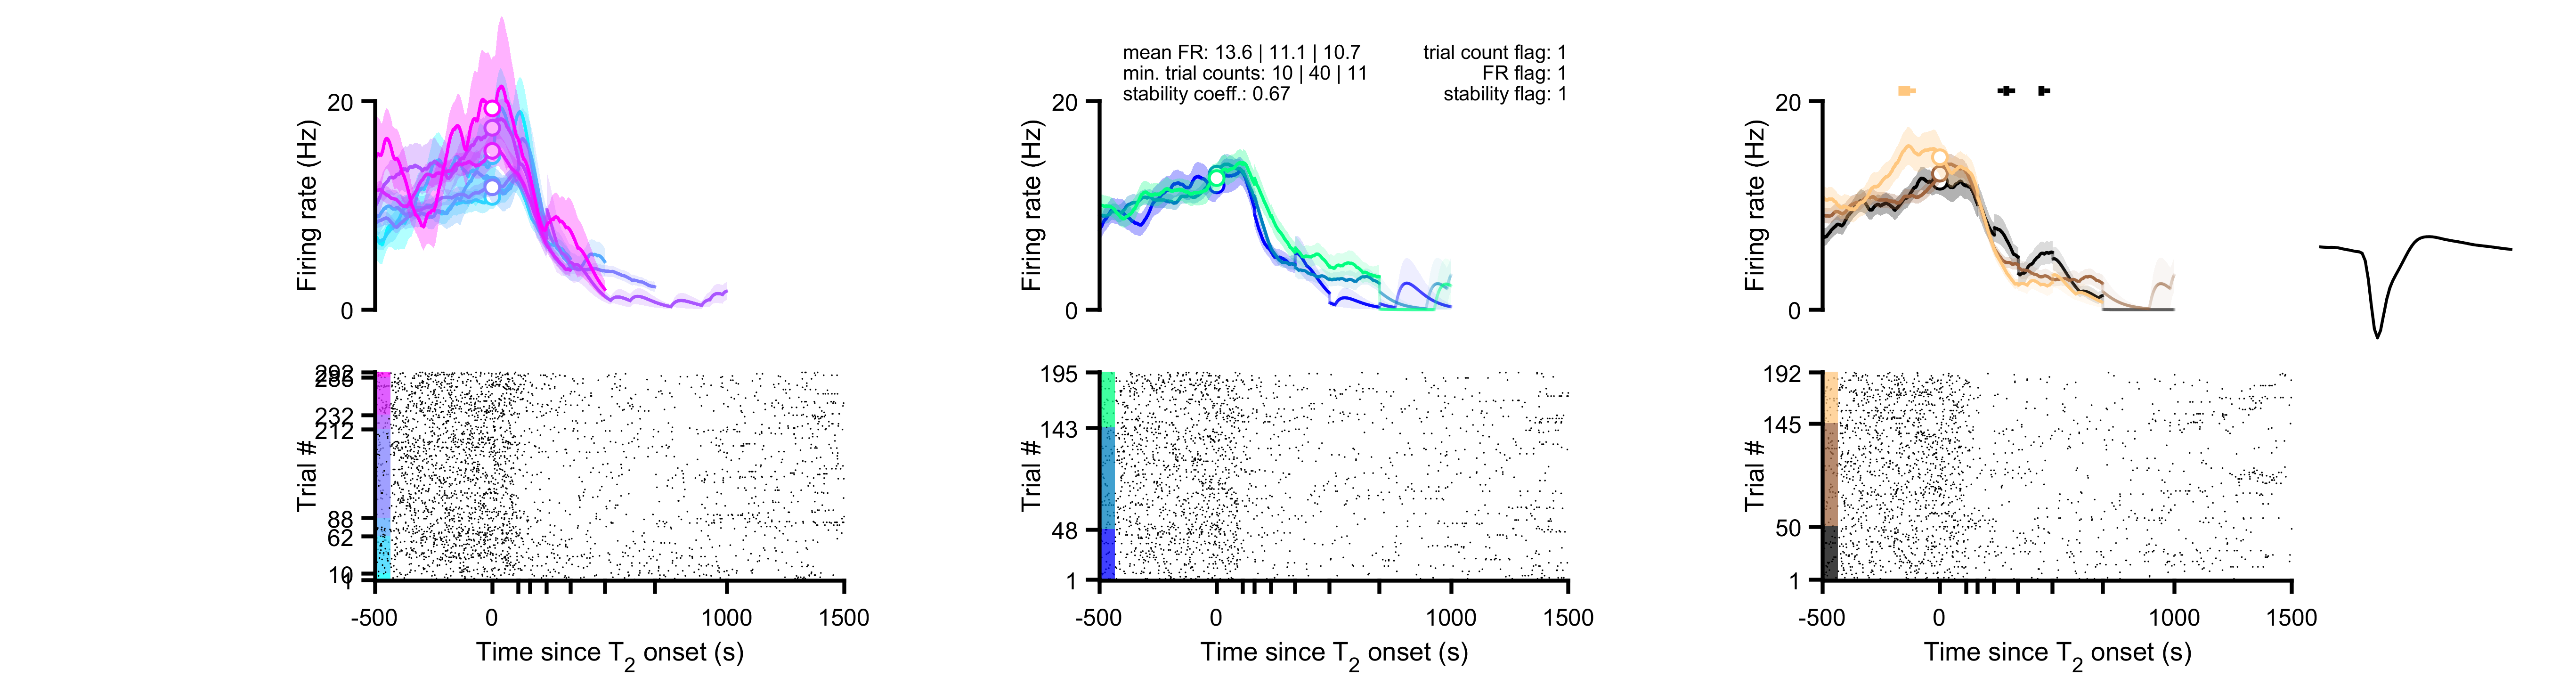 mean FR: 13.6 | 11.1 | 10.7
min. trial counts: 10 | 40 | 11
stability coeff.: 0.67
trial count flag: 1
FR flag: 1
stability flag: 1
Firing rate (Hz)
20
0
Firing rate (Hz)
20
0
Firing rate (Hz)
20
0
Trial #
292
285
232
212
88
62
10
1
-500
0
1000
1500
Time since T2 onset (s)
Trial #
195
143
48
1
-500
0
1000
1500
Time since T2 onset (s)
Trial #
192
145
50
1
-500
0
1000
1500
Time since T2 onset (s)